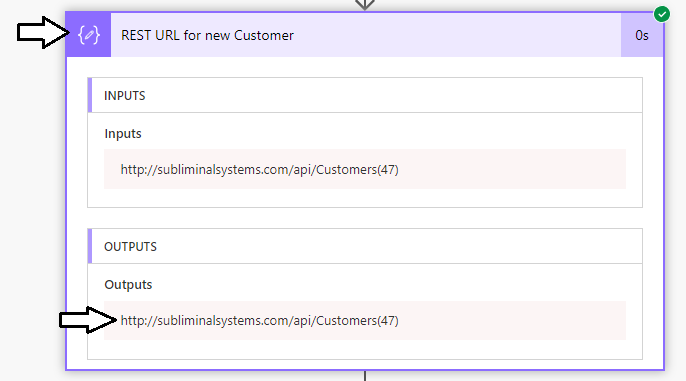 REST URL for new Customer
0s
INPUTS
Inputs
http://subliminalsystems.com/api/Customers(47)
OUTPUTS
Outputs
http://subliminalsystems.com/api/Customers(47)